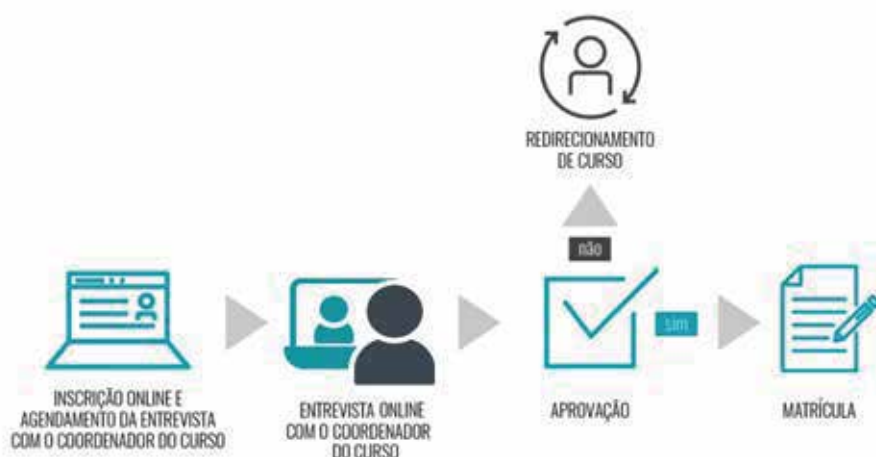 REDIRECIONAMENTO
DE CURSO
não
sim
INSCRIÇÃO ONLINE E
AGENDAMENTO DA ENTREVISTA
COM O COORDENADOR DO CURSO
ENTREVISTA ONLINE
COM O COORDENADOR
DO CURSO
APROVAÇÃO
MATRÍCULA